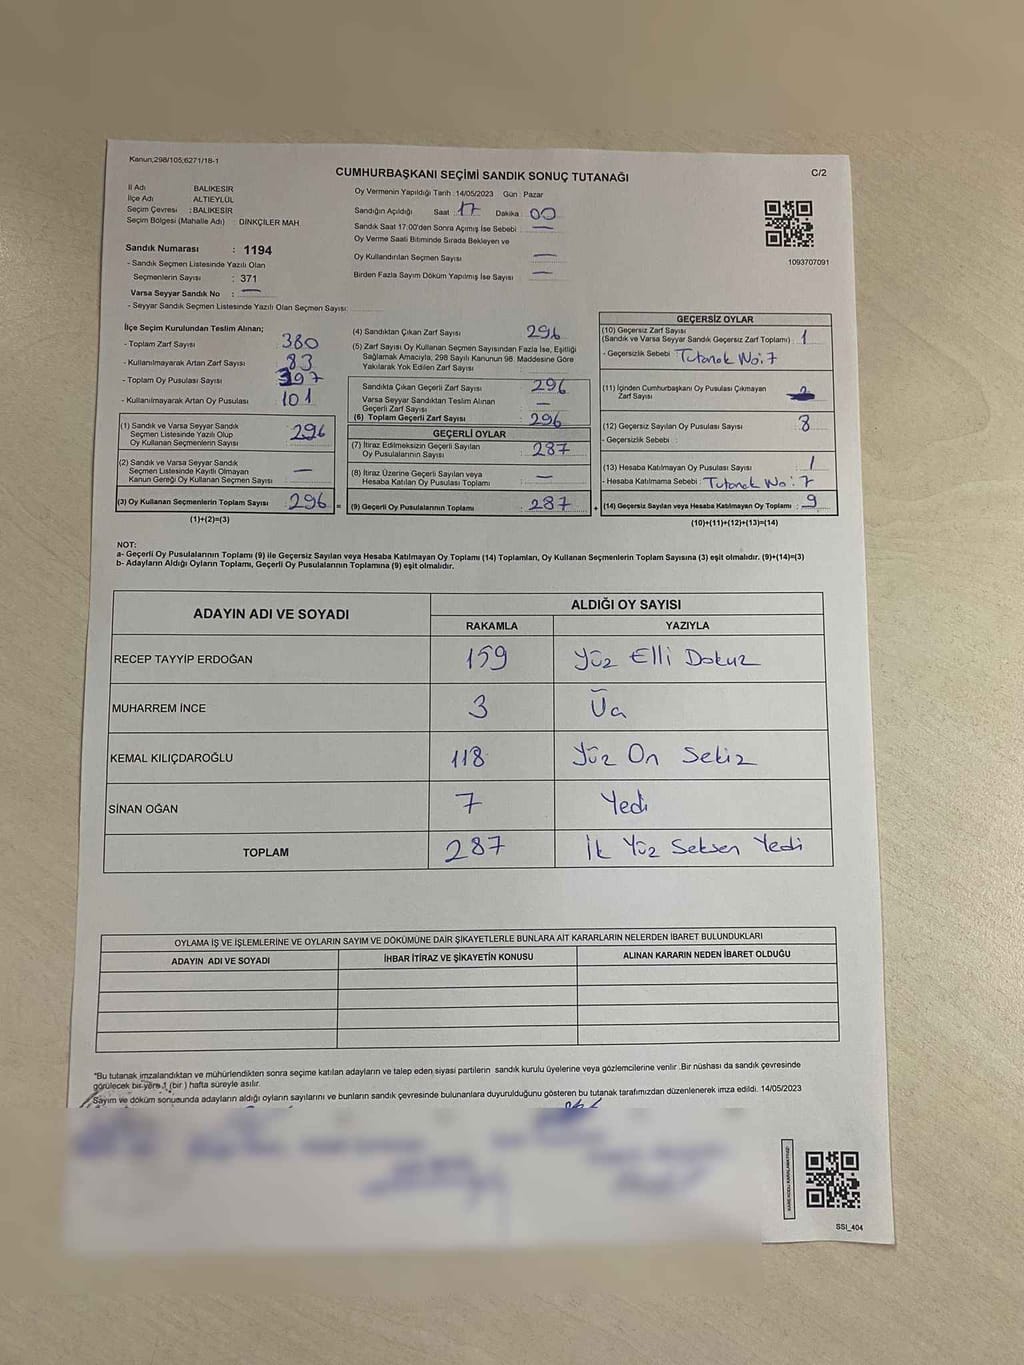 Kanun;298/105;6271/18-1
C/2
CUMHURBAŞKANI SEÇİMİ SANDIK SONUÇ TUTANAĞI
İl Adı BALIKESİR
İlçe Adı ALTIEYLÜL
Seçim Çevresi : BALIKESİR
Seçim Bölgesi (Mahalle Adı) : DİNKÇİLER MAH
Sandık Numarası : 1194
- Sandık Seçmen Listesinde Yazılı Olan
Seçmenlerin Sayısı : 371
Varsa Seyyar Sandık No : —
- Seyyar Sandık Seçmen Listesinde Yazılı Olan Seçmen Sayısı:
Oy Vermenin Yapıldığı Tarih :14/05/2023 Gün : Pazar
Sandığın Açıldığı Saat 17 Dakika 00
Sandık Saat 17:00'den Sonra Açımış İse Sebebi —
Oy Verme Saati Bitiminde Sırada Bekleyen ve
Oy Kullandırılan Seçmen Sayısı —
Birden Fazla Sayım Döküm Yapılmış İse Sayısı —
1093707091
İlçe Seçim Kurulundan Teslim Alınan;
- Toplam Zarf Sayısı : 380
- Kullanılmayarak Artan Zarf Sayısı : 83
- Toplam Oy Pusulası Sayısı : 397
- Kullanılmayarak Artan Oy Pusulası : 101
(1) Sandık ve Varsa Seyyar Sandık
Seçmen Listesinde Yazılı Olup
Oy Kullanan Seçmenlerin Sayısı : 296
(2) Sandık ve Varsa Seyyar Sandık
Seçmen Listesinde Kayıtlı Olmayan
Kanun Gereği Oy Kullanan Seçmen Sayısı —
(3) Oy Kullanan Seçmenlerin Toplam Sayısı : 296 =
(1)+(2)=(3)
(4) Sandıktan Çıkan Zarf Sayısı 296
(5) Zarf Sayısı Oy Kullanan Seçmen Sayısından Fazla İse, Eşitliği
Sağlamak Amacıyla, 298 Sayılı Kanunun 98. Maddesine Göre
Yakılarak Yok Edilen Zarf Sayısı :
Sandıkta Çıkan Geçerli Zarf Sayısı : 296
Varsa Seyyar Sandıktan Teslim Alınan
Geçerli Zarf Sayısı : —
(6) Toplam Geçerli Zarf Sayısı : 296
GEÇERLİ OYLAR
(7) İtiraz Edilmeksizin Geçerli Sayılan
Oy Pusulalarının Sayısı : 287
(8) İtiraz Üzerine Geçerli Sayılan veya
Hesaba Katılan Oy Pusulası Toplamı : —
(9) Geçerli Oy Pusulalarının Toplamı : 287 +
GEÇERSİZ OYLAR
(10) Geçersiz Zarf Sayısı
(Sandık ve Varsa Seyyar Sandık Geçersiz Zarf Toplamı) : 1
- Geçersizlik Sebebi : Tutanak No:7
(11) İçinden Cumhurbaşkanı Oy Pusulası Çıkmayan
Zarf Sayısı
(12) Geçersiz Sayılan Oy Pusulası Sayısı : 8
- Geçersizlik Sebebi :
(13) Hesaba Katılmayan Oy Pusulası Sayısı : 1
- Hesaba Katılmama Sebebi : Tutanak No: 7
(14) Geçersiz Sayılan veya Hesaba Katılmayan Oy Toplamı : 9
(10)+(11)+(12)+(13)=(14)
NOT:
a- Geçerli Oy Pusulalarının Toplamı (9) ile Geçersiz Sayılan veya Hesaba Katılmayan Oy Toplamı (14) Toplamları, Oy Kullanan Seçmenlerin Toplam Sayısına (3) eşit olmalıdır. (9)+(14)=(3)
b- Adayların Aldığı Oyların Toplamı, Geçerli Oy Pusulalarının Toplamına (9) eşit olmalıdır.
ADAYIN ADI VE SOYADI ALDIĞI OY SAYISI
RAKAMLA YAZIYLA
RECEP TAYYİP ERDOĞAN 159 Yüz Elli Dokuz
MUHARREM İNCE 3 Üç
KEMAL KILIÇDAROĞLU 118 Yüz On Sekiz
SİNAN OĞAN 7 Yedi
TOPLAM 287 İk Yüz Seksen Yedi
OYLAMA İŞ VE İŞLEMLERİNE VE OYLARIN SAYIM VE DÖKÜMÜNE DAİR ŞİKAYETLERLE BUNLARA AİT KARARLARIN NELERDEN İBARET BULUNDUKLARI
ADAYIN ADI VE SOYADI İHBAR İTİRAZ VE ŞİKAYETİN KONUSU ALINAN KARARIN NEDEN İBARET OLDUĞU
"Bu tutanak imzalandıktan ve mühürlendikten sonra seçime katılan adayların ve talep eden siyasi partilerin sandık kurulu üyelerine veya gözlemcilerine verilir .Bir nüshası da sandık çevresinde
görülecek bir yere 1 (bir ) hafta süreyle asılır.
Sayım ve döküm sonucunda adayların aldığı oyların sayılarını ve bunların sandık çevresinde bulunanlara duyurulduğunu gösteren bu tutanak tarafımızdan düzenlenerek imza edildi. 14/05/2023
KAREKODU KARALAMAYINIZ!
SSI_404